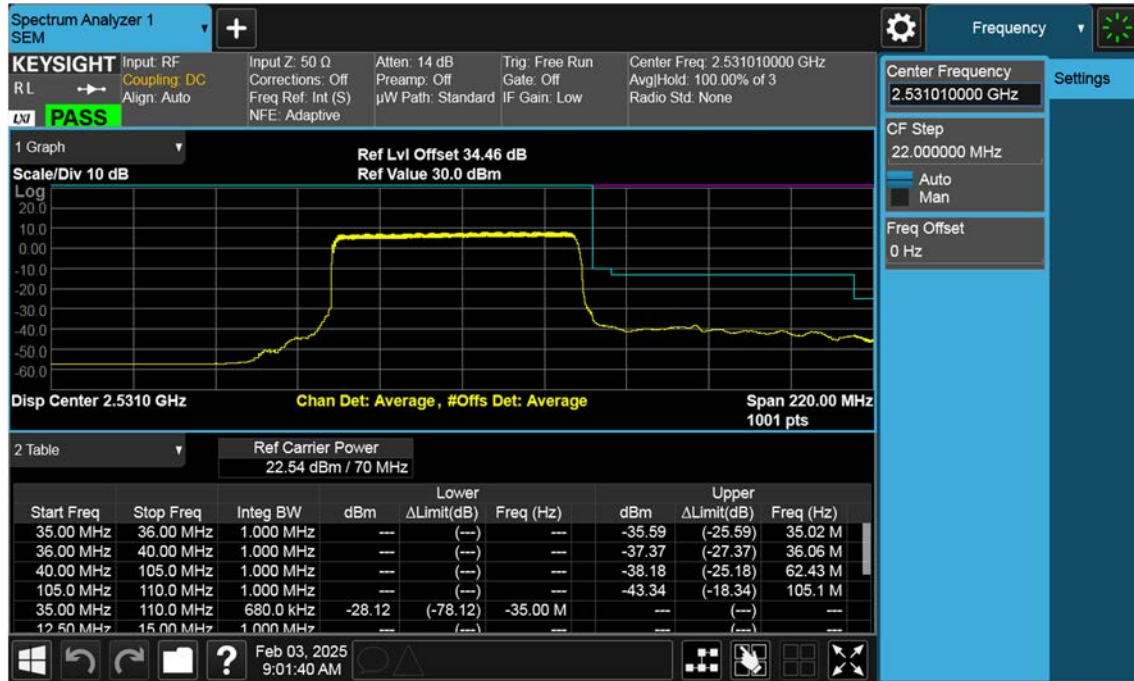 Spectrum Analyzer 1
SEM
Frequency
KEYSIGHT
R L
LXI
PASS
Input: RF
Coupling: DC
Align: Auto
Input Z: 50 Ω
Corrections: Off
Freq Ref: Int (S)
NFE: Adaptive
Atten: 14 dB
Preamp: Off
µW Path: Standard
Trig: Free Run
Gate: Off
IF Gain: Low
Center Freq: 2.531010000 GHz
Avg|Hold: 100.00% of 3
Radio Std: None
Center Frequency
2.531010000 GHz
Settings
CF Step
22.000000 MHz
Auto
Man
Freq Offset
0 Hz
1 Graph
Scale/Div 10 dB
Ref Lvl Offset 34.46 dB
Ref Value 30.0 dBm
Log
20.0
10.0
0.00
-10.0
-20.0
-30.0
-40.0
-50.0
-60.0
Disp Center 2.5310 GHz
Chan Det: Average , #Offs Det: Average
Span 220.00 MHz
1001 pts
2 Table
Ref Carrier Power
22.54 dBm / 70 MHz
Lower Upper
Start Freq Stop Freq Integ BW dBm ΔLimit(dB) Freq (Hz) dBm ΔLimit(dB) Freq (Hz)
35.00 MHz 36.00 MHz 1.000 MHz --- (---) --- -35.59 (-25.59) 35.02 M
36.00 MHz 40.00 MHz 1.000 MHz --- (---) --- -37.37 (-27.37) 36.06 M
40.00 MHz 105.0 MHz 1.000 MHz --- (---) --- -38.18 (-25.18) 62.43 M
105.0 MHz 110.0 MHz 1.000 MHz --- (---) --- -43.34 (-18.34) 105.1 M
35.00 MHz 110.0 MHz 680.0 kHz -28.12 (-78.12) -35.00 M --- (---) ---
12.50 MHz 15.00 MHz 1.000 MHz --- (---) --- --- (---) ---
?
Feb 03, 2025
9:01:40 AM